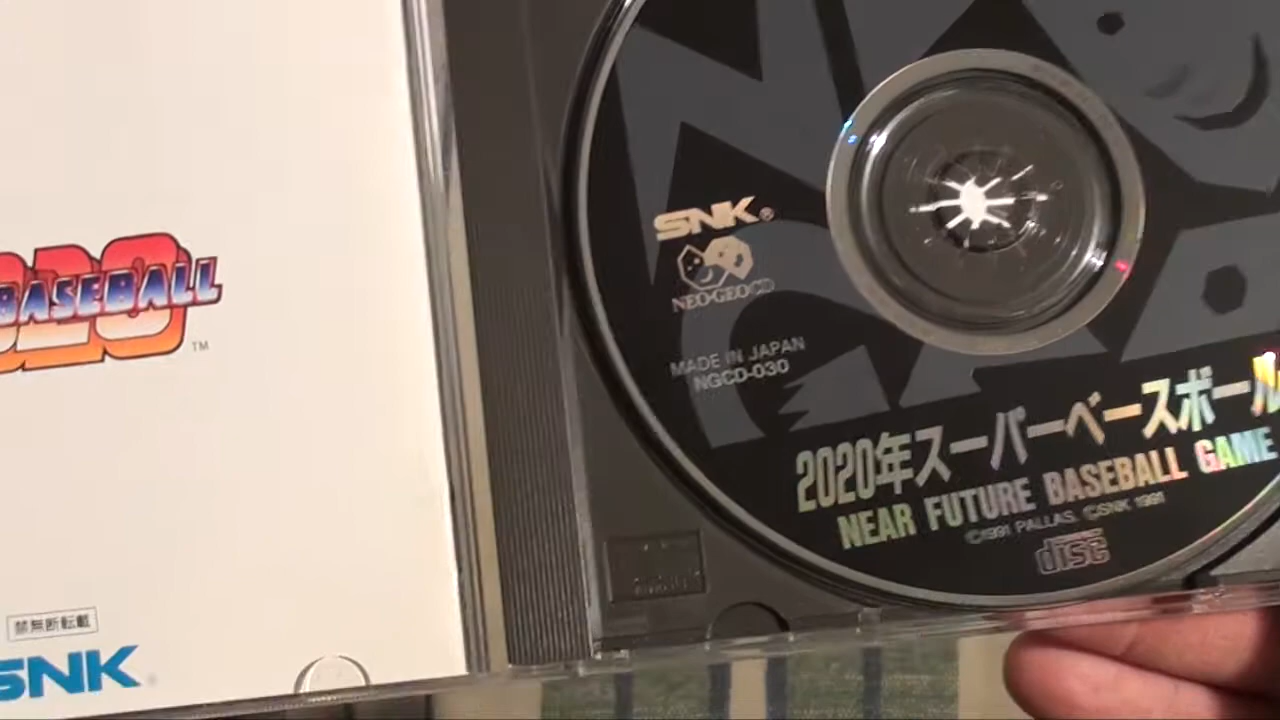 020
BASEBALL
TM
禁無断転載
SNK
SNK®
NEO·GEO CD
MADE IN JAPAN
NGCD-030
2020年スーパーベースボール
NEAR FUTURE BASEBALL GAME
©1991 PALLAS, ©SNK 1991
disc